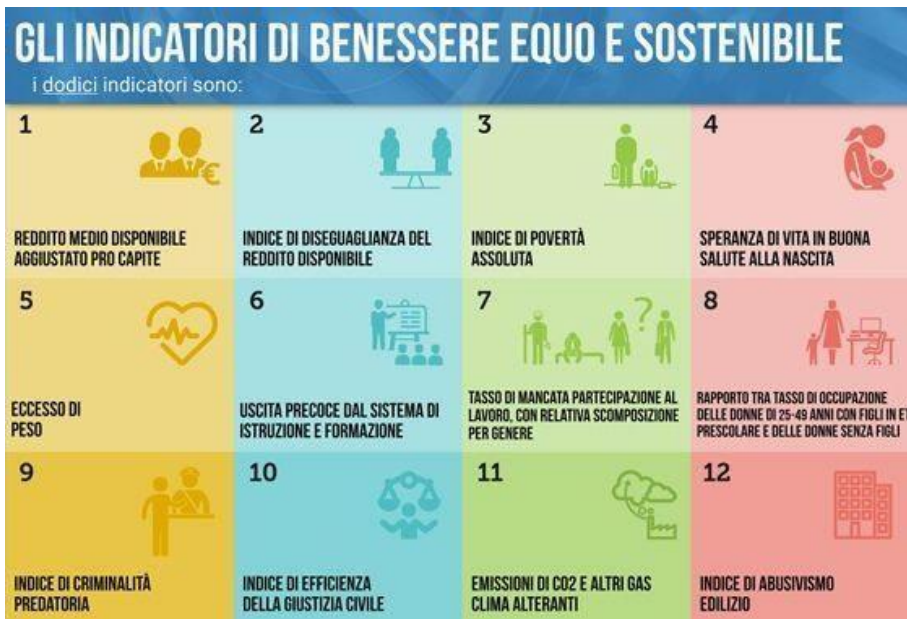 GLI INDICATORI DI BENESSERE EQUO E SOSTENIBILE
i dodici indicatori sono:
1
REDDITO MEDIO DISPONIBILE
AGGIUSTATO PRO CAPITE
2
INDICE DI DISEGUAGLIANZA DEL
REDDITO DISPONIBILE
3
INDICE DI POVERTÀ
ASSOLUTA
4
SPERANZA DI VITA IN BUONA
SALUTE ALLA NASCITA
5
ECCESSO DI
PESO
6
USCITA PRECOCE DAL SISTEMA DI
ISTRUZIONE E FORMAZIONE
7
?
TASSO DI MANCATA PARTECIPAZIONE AL
LAVORO, CON RELATIVA SCOMPOSIZIONE
PER GENERE
8
RAPPORTO TRA TASSO DI OCCUPAZIONE
DELLE DONNE DI 25-49 ANNI CON FIGLI IN
PRESCOLARE E DELLE DONNE SENZA FIGLI
9
INDICE DI CRIMINALITÀ
PREDATORIA
10
INDICE DI EFFICIENZA
DELLA GIUSTIZIA CIVILE
11
EMISSIONI DI CO2 E ALTRI GAS
CLIMA ALTERANTI
12
INDICE DI ABUSIVISMO
EDILIZIO